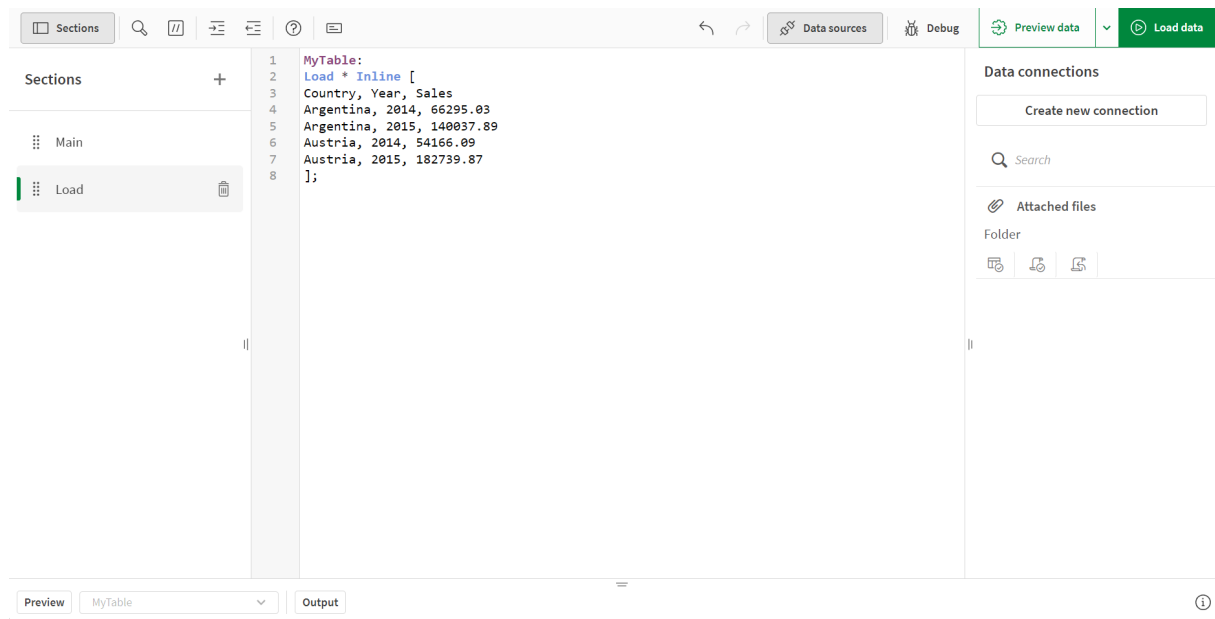 Sections
Data sources
Debug
Preview data
Load data
Sections
Main
Load
1 MyTable:
2 Load * Inline [
3 Country, Year, Sales
4 Argentina, 2014, 66295.03
5 Argentina, 2015, 140037.89
6 Austria, 2014, 54166.09
7 Austria, 2015, 182739.87
8 ];
Data connections
Create new connection
Search
Attached files
Folder
Preview
MyTable
Output